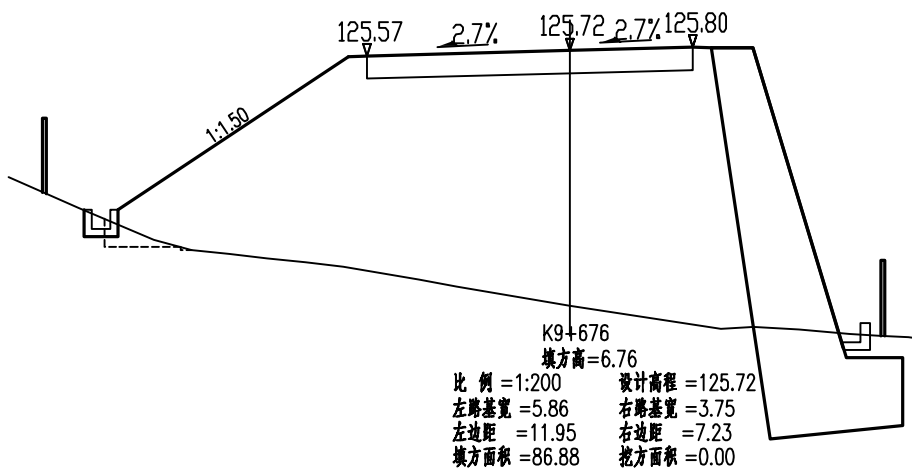 125.57 2.7% 125.72 2.7% 125.80
1:1.50
K9+676
填方高=6.76
比 例 =1:200 设计高程 =125.72
左路基宽 =5.86 右路基宽 =3.75
左边距 =11.95 右边距 =7.23
填方面积 =86.88 挖方面积 =0.00